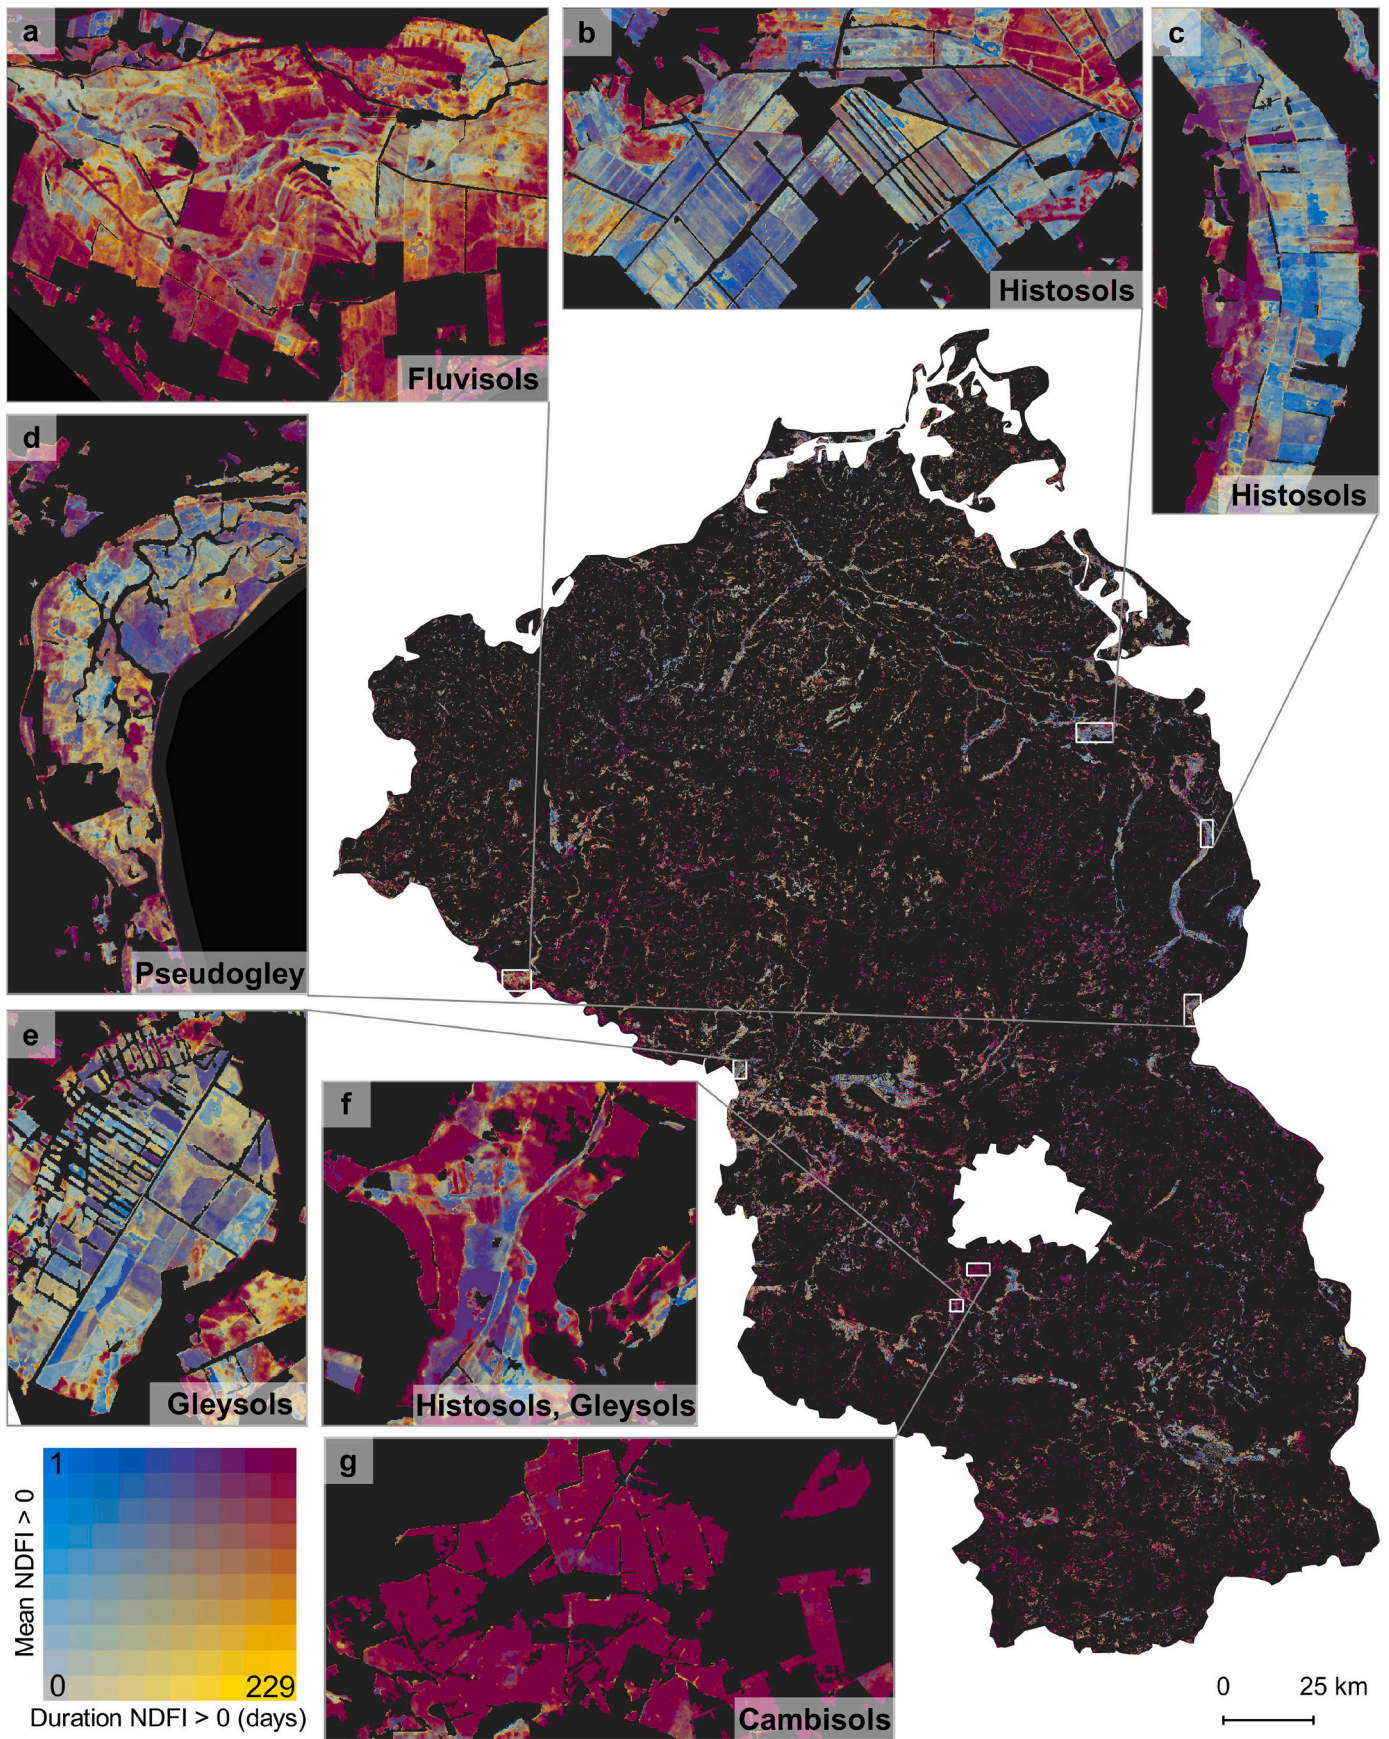 a
b
c
Histosols
Fluvisols
Histosols
d
Pseudogley
e
f
Histosols, Gleysols
Gleysols
g
Cambisols
1
Mean NDFI > 0
0
229
Duration NDFI > 0 (days)
0
25 km